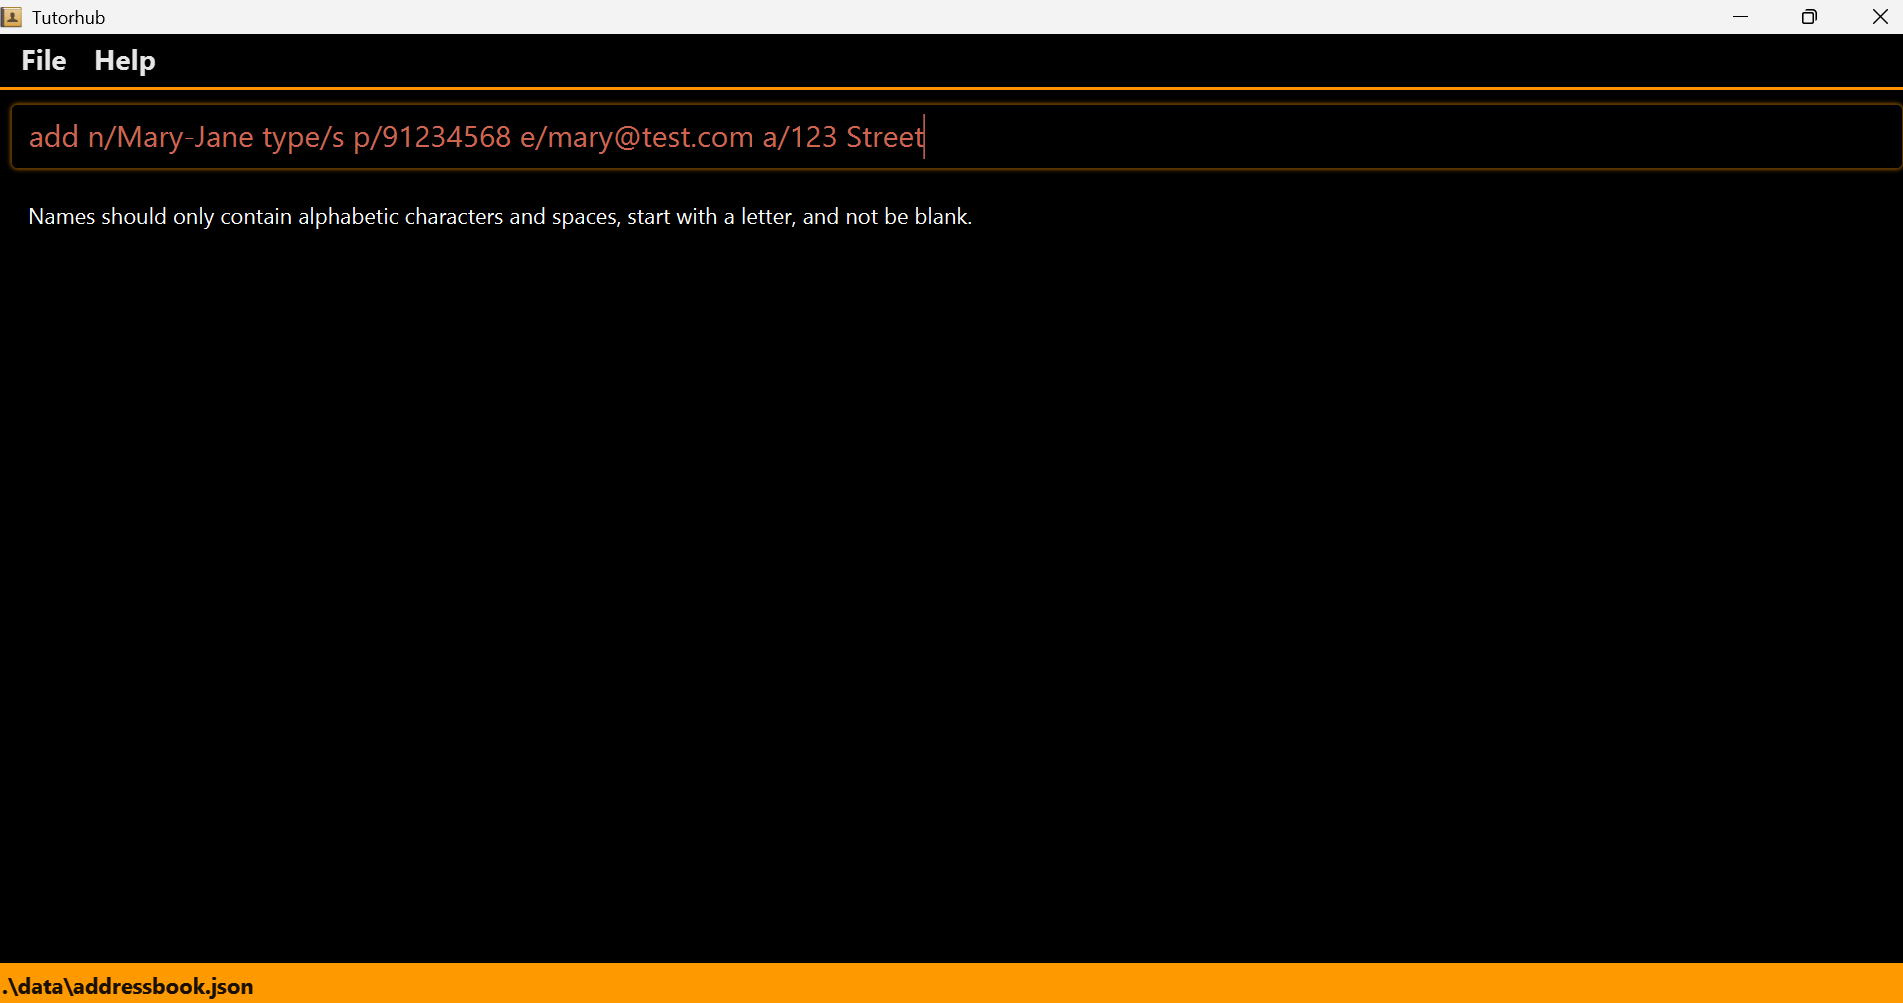 Tutorhub
File Help
add n/Mary-Jane type/s p/91234568 e/mary@test.com a/123 Street
Names should only contain alphabetic characters and spaces, start with a letter, and not be blank.
.\data\addressbook.json